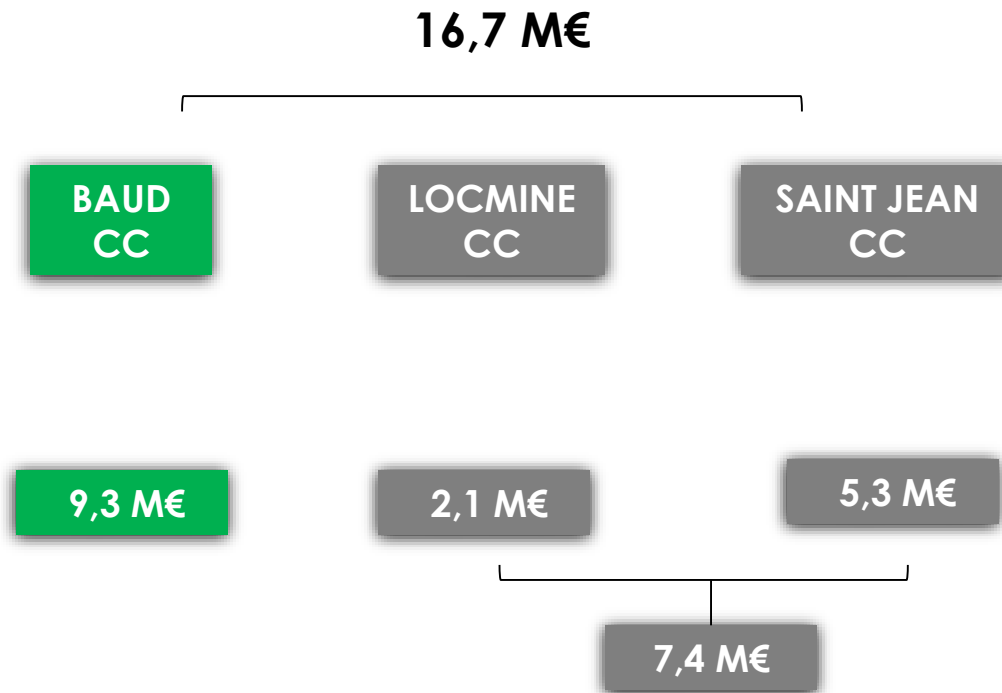 16,7 M€
BAUD
CC
LOCMINE
CC
SAINT JEAN
CC
9,3 M€
2,1 M€
5,3 M€
7,4 M€